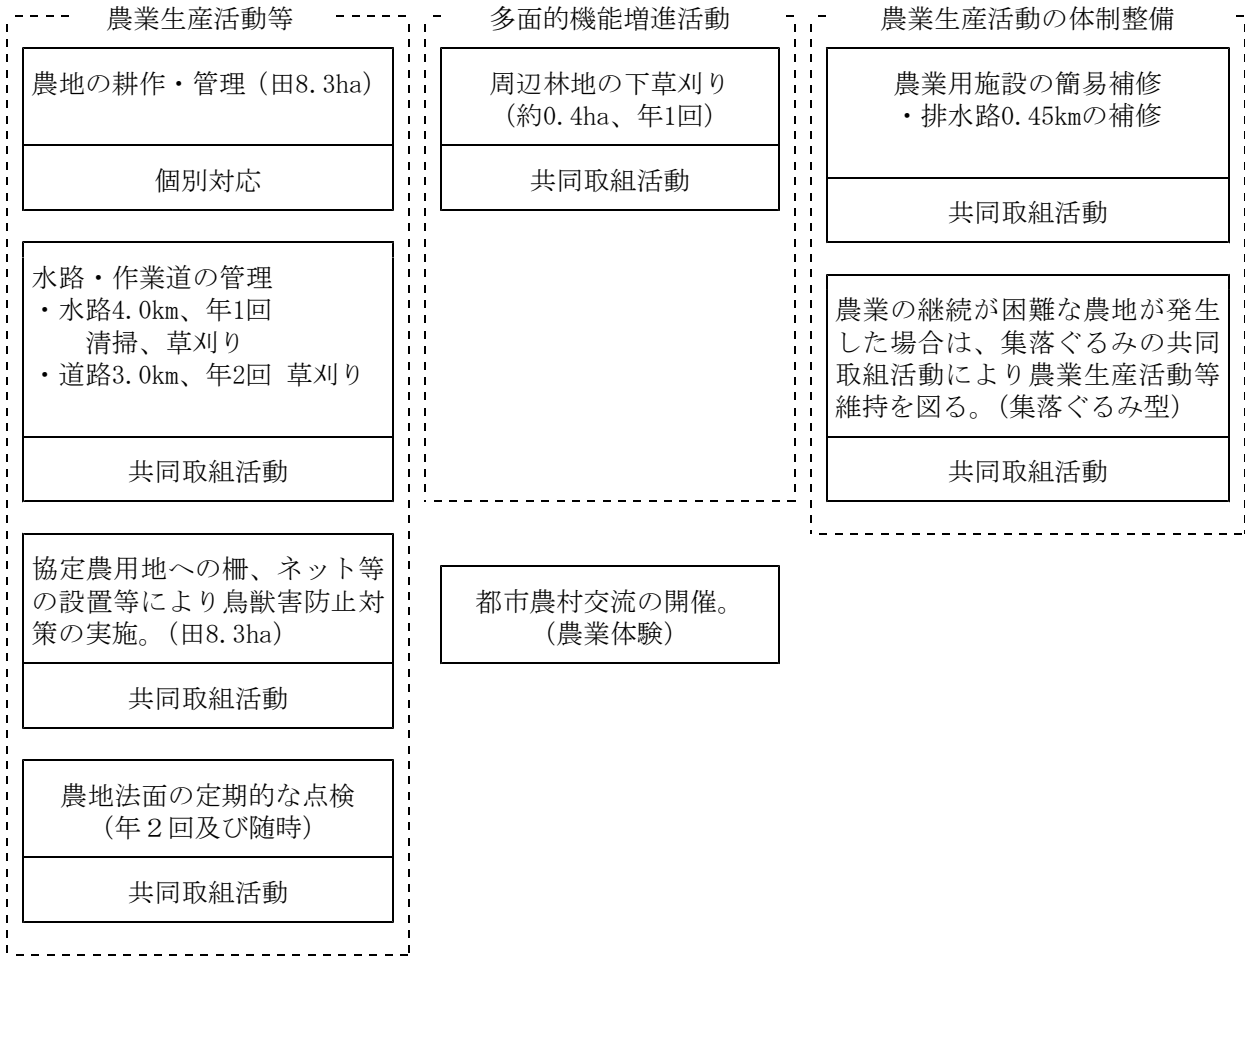 農業生産活動等
農地の耕作・管理（田8.3ha）
個別対応
水路・作業道の管理
・水路4.0km、年1回
清掃、草刈り
・道路3.0km、年2回 草刈り
共同取組活動
協定農用地への柵、ネット等
の設置等により鳥獣害防止対
策の実施。（田8.3ha）
共同取組活動
農地法面の定期的な点検
（年２回及び随時）
共同取組活動
多面的機能増進活動
周辺林地の下草刈り
（約0.4ha、年1回）
共同取組活動
都市農村交流の開催。
（農業体験）
農業生産活動の体制整備
農業用施設の簡易補修
・排水路0.45kmの補修
共同取組活動
農業の継続が困難な農地が発生
した場合は、集落ぐるみの共同
取組活動により農業生産活動等
維持を図る。（集落ぐるみ型）
共同取組活動